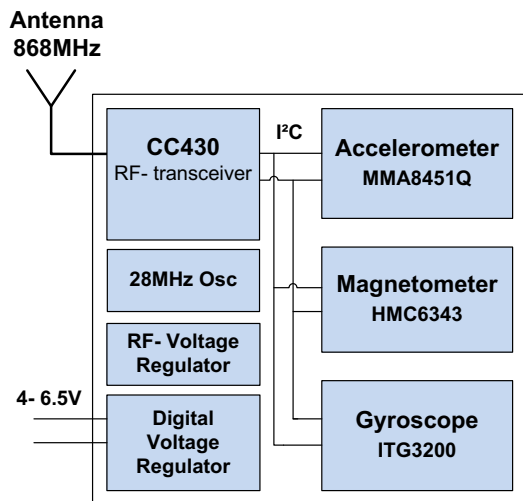 Antenna
868MHz
CC430
RF- transceiver
I²C
Accelerometer
MMA8451Q
28MHz Osc
Magnetometer
HMC6343
RF- Voltage
Regulator
4- 6.5V
Digital
Voltage
Regulator
Gyroscope
ITG3200